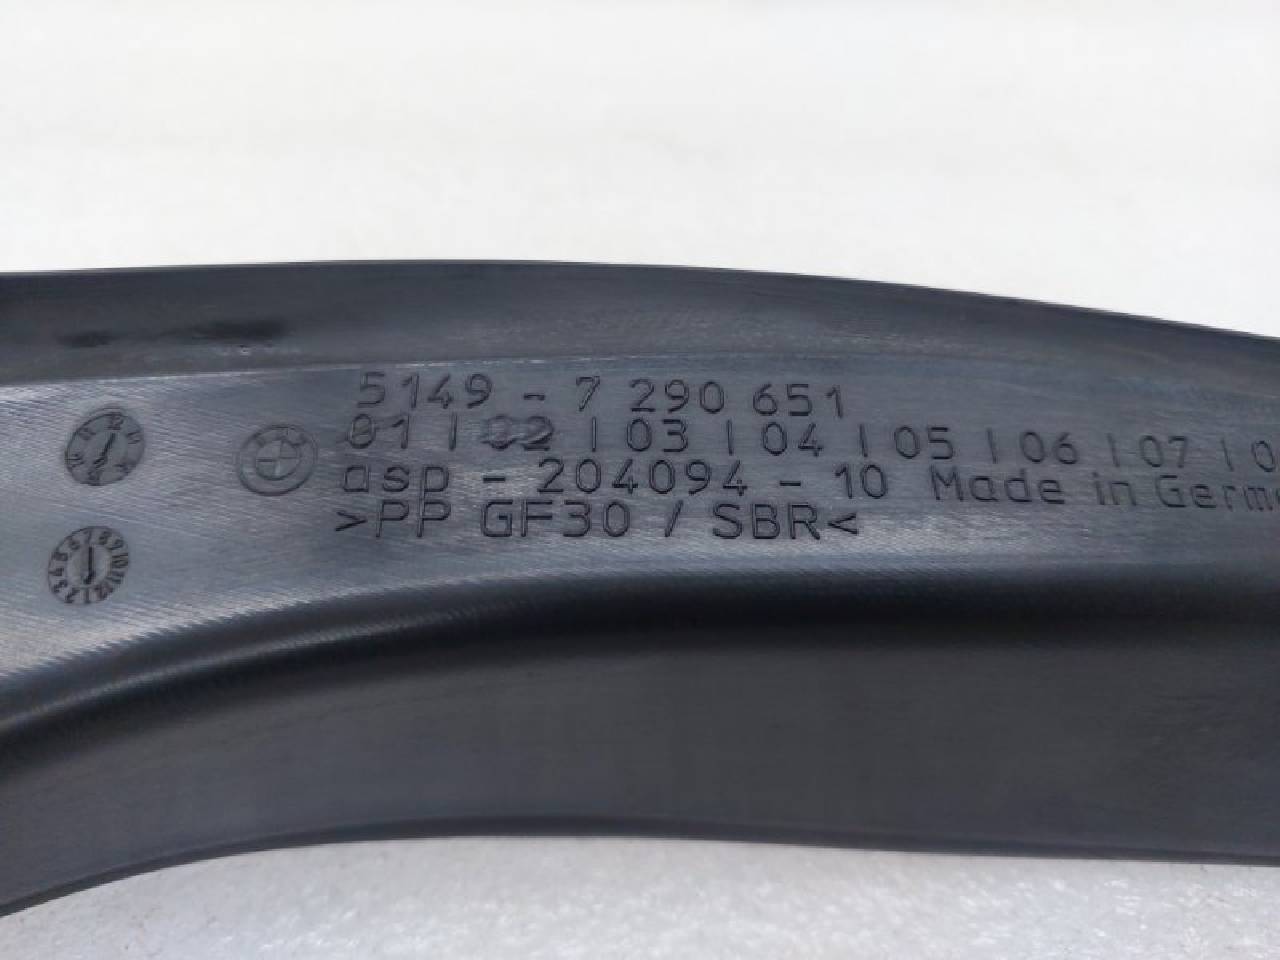 5149 - 7 290 651
01 | 02 | 03 | 04 | 05 | 06 | 07 | 0
asp - 204094 - 10 Made in Germ
>PP GF30 / SBR<